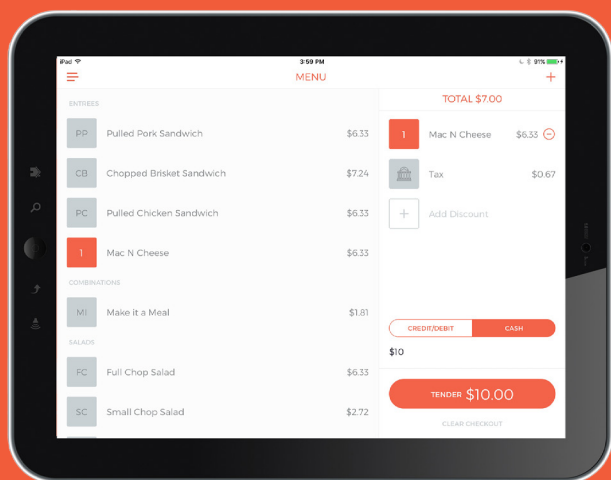 iPad 3:59 PM 91%
MENU +
ENTREES
PP Pulled Pork Sandwich $6.33
CB Chopped Brisket Sandwich $7.24
PC Pulled Chicken Sandwich $6.33
1 Mac N Cheese $6.33
COMBINATIONS
MI Make it a Meal $1.81
SALADS
FC Full Chop Salad $6.33
SC Small Chop Salad $2.72
TOTAL $7.00
1 Mac N Cheese $6.33
Tax $0.67
+ Add Discount
CREDIT/DEBIT CASH
$10
TENDER $10.00
CLEAR CHECKOUT